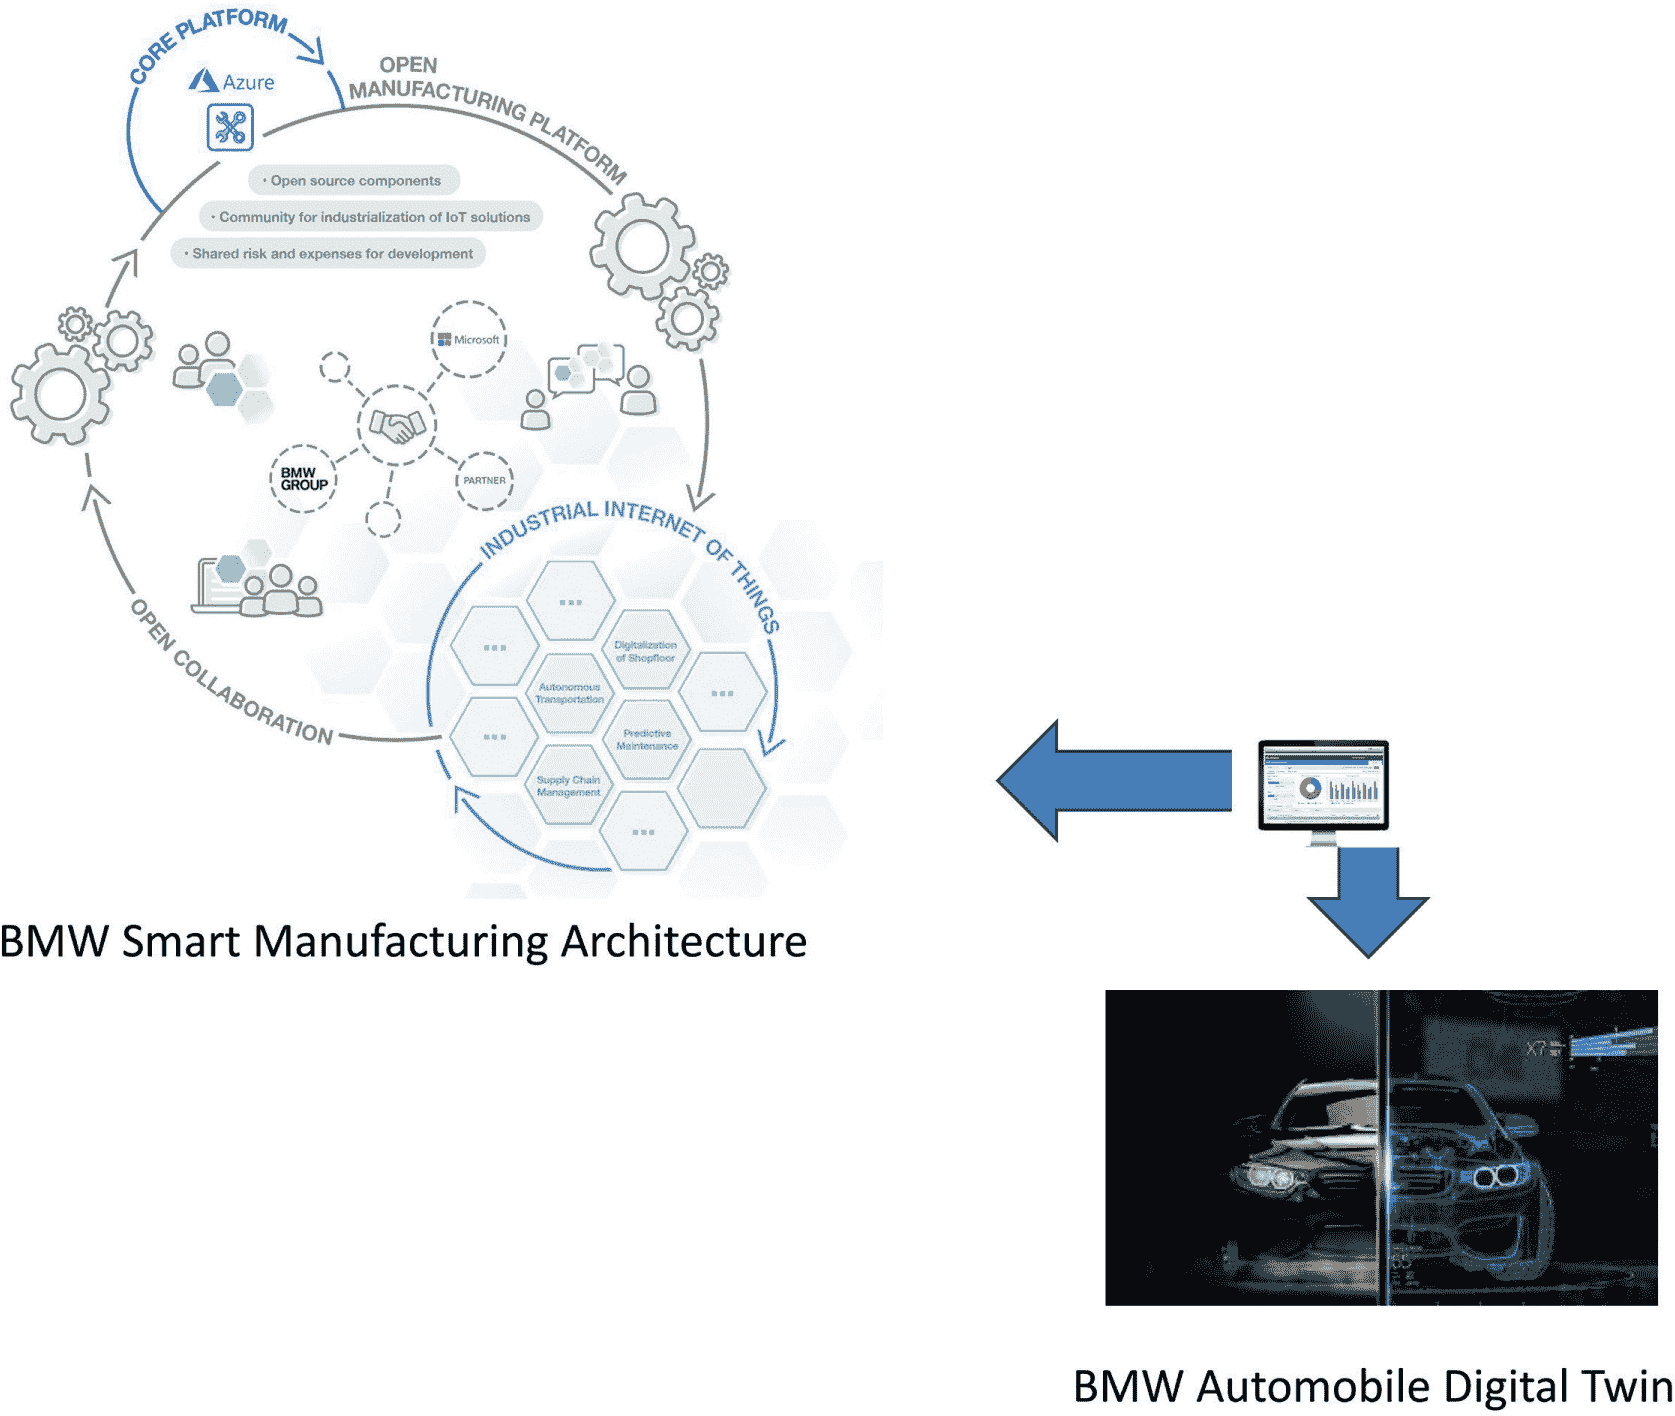 CORE PLATFORM
Azure
OPEN
MANUFACTURING PLATFORM
• Open source components
• Community for industrialization of IoT solutions
• Shared risk and expenses for development
Microsoft
BMW
GROUP
PARTNER
INDUSTRIAL INTERNET OF THINGS
Digitalization
of Shopfloor
Autonomous
Transportation
Predictive
Maintenance
Supply Chain
Management
OPEN COLLABORATION
BMW Smart Manufacturing Architecture
X7
BMW Automobile Digital Twin